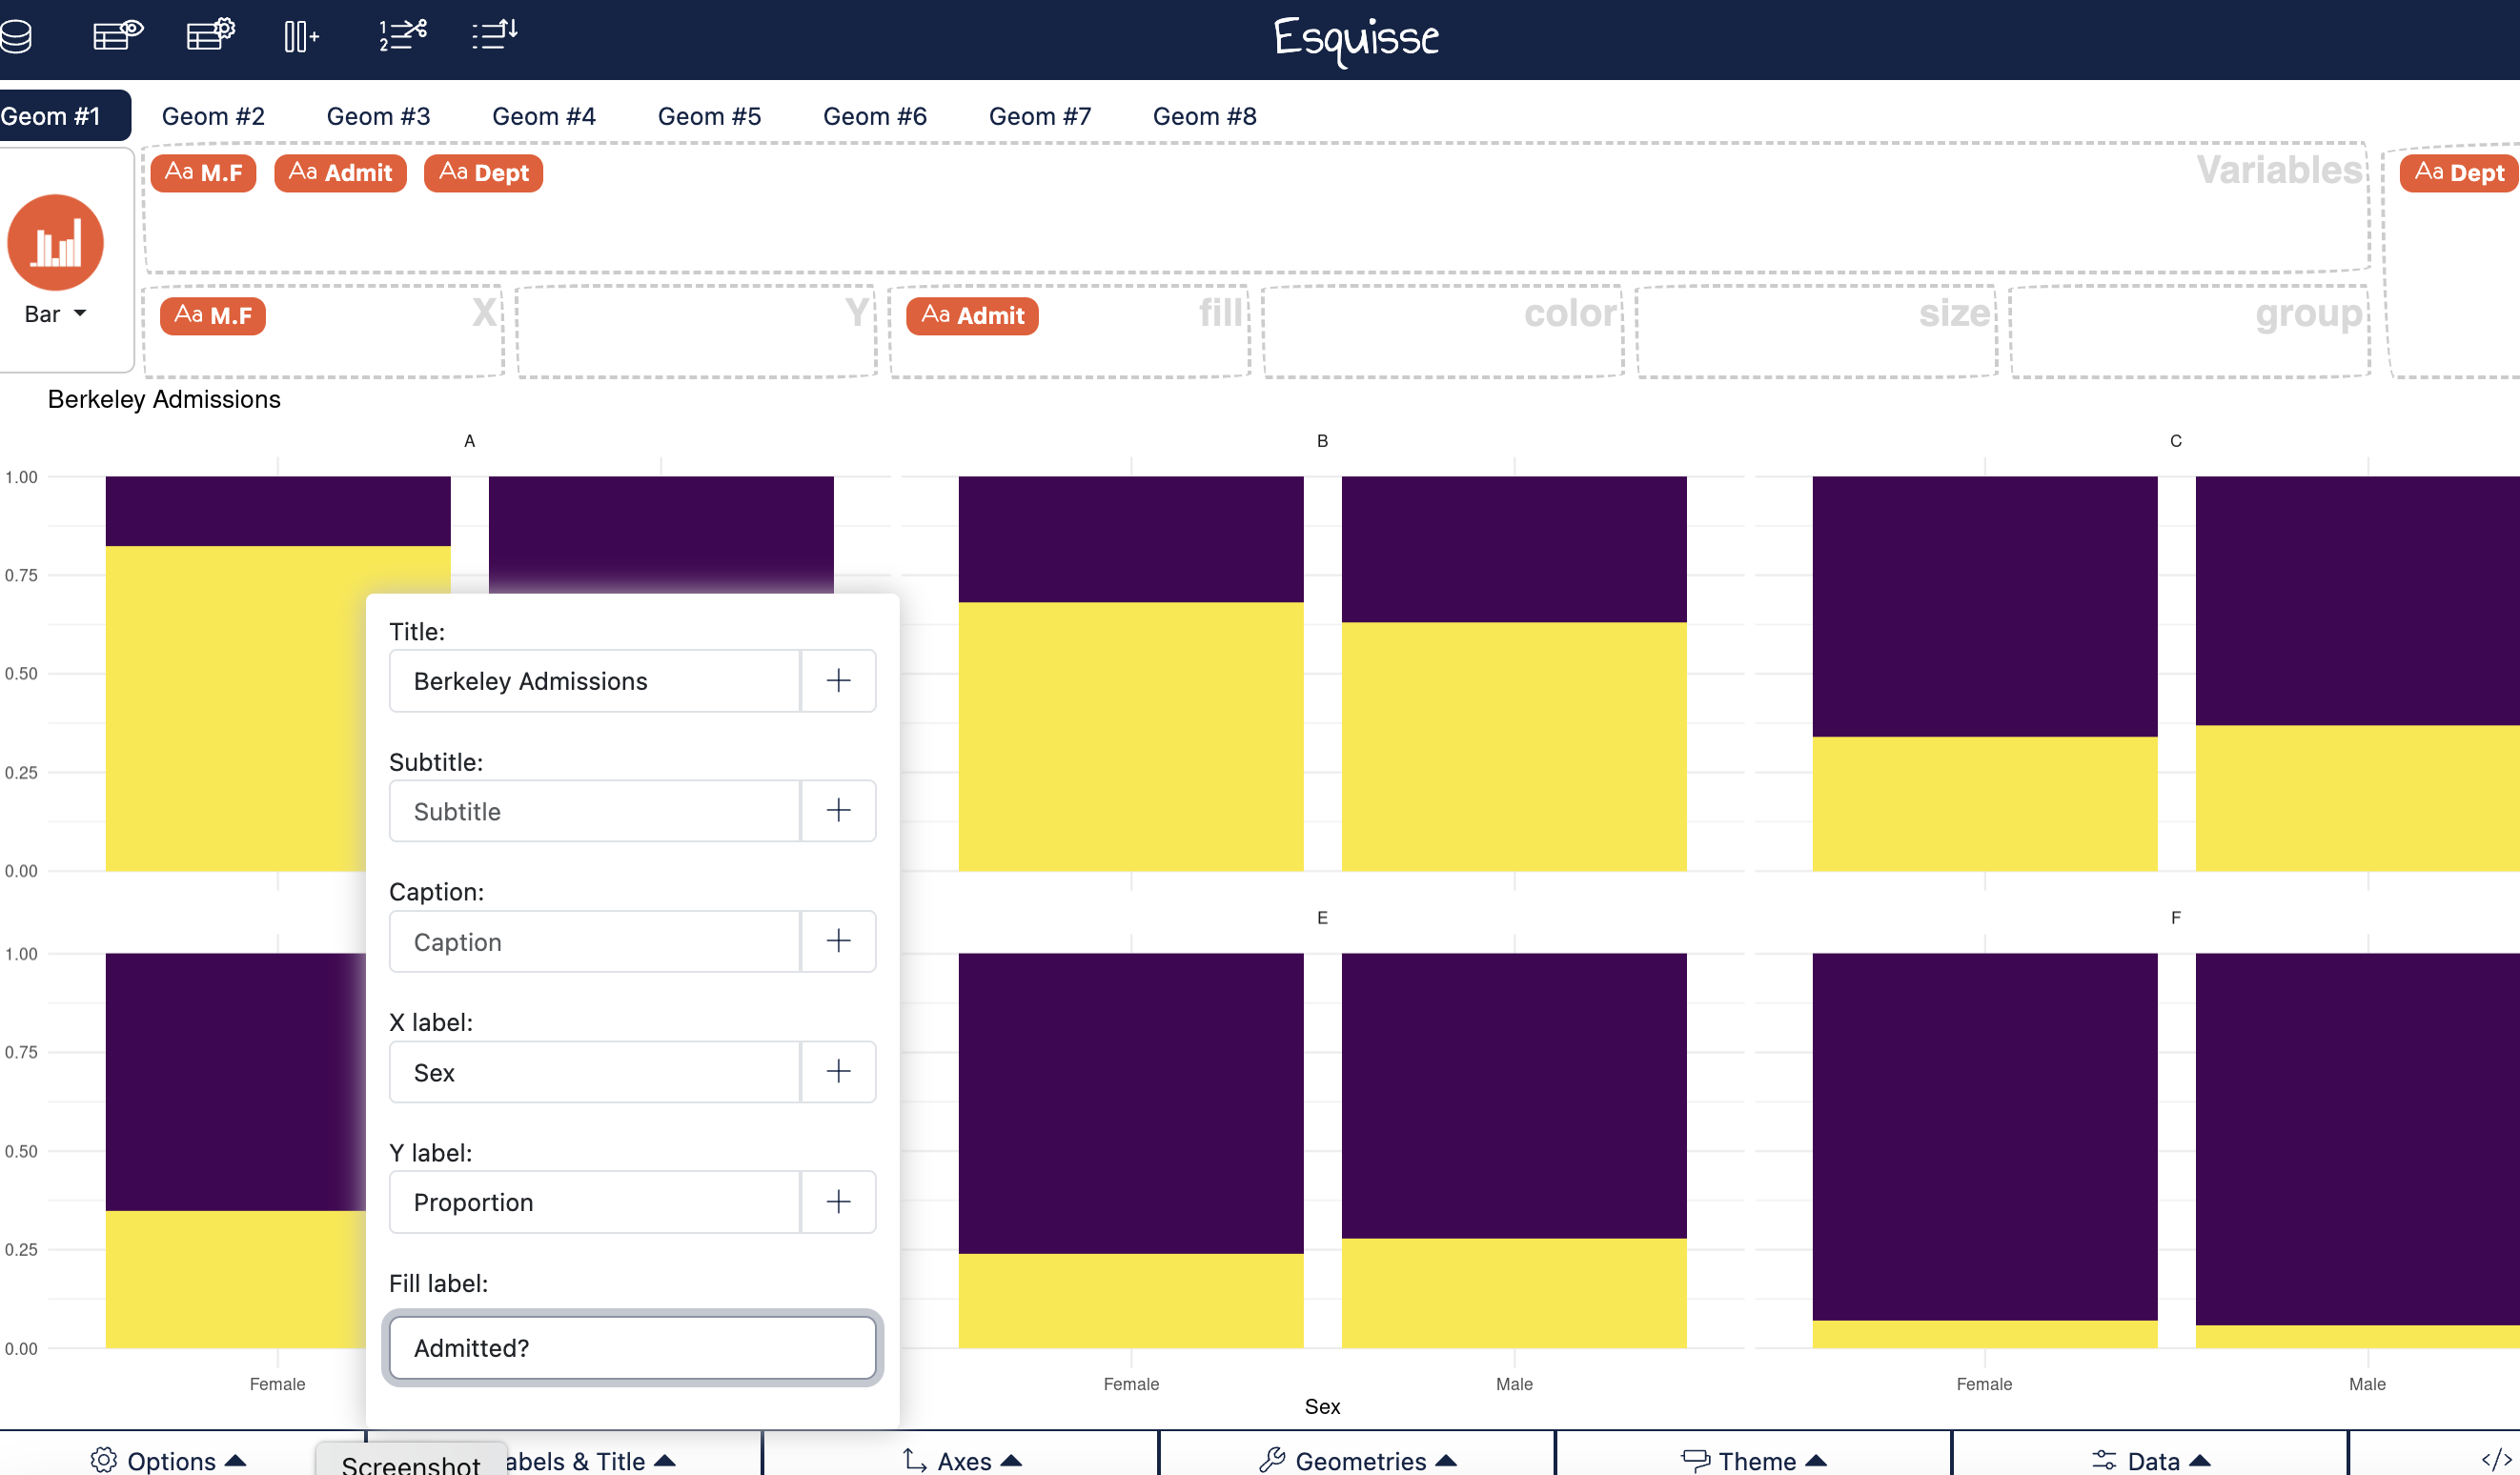 Esquisse
Geom #1 Geom #2 Geom #3 Geom #4 Geom #5 Geom #6 Geom #7 Geom #8
Aa M.F Aa Admit Aa Dept Variables Aa Dept
Bar
Aa M.F X Y Aa Admit fill color size group
Berkeley Admissions
A B C
1.00
0.75
0.50
0.25
0.00
Title:
Berkeley Admissions
Subtitle:
Subtitle
Caption:
Caption
X label:
Sex
Y label:
Proportion
Fill label:
Admitted?
E F
1.00
0.75
0.50
0.25
0.00
Female Female Male Female Male
Sex
Options abels & Title Axes Geometries Theme Data </>
Screenshot